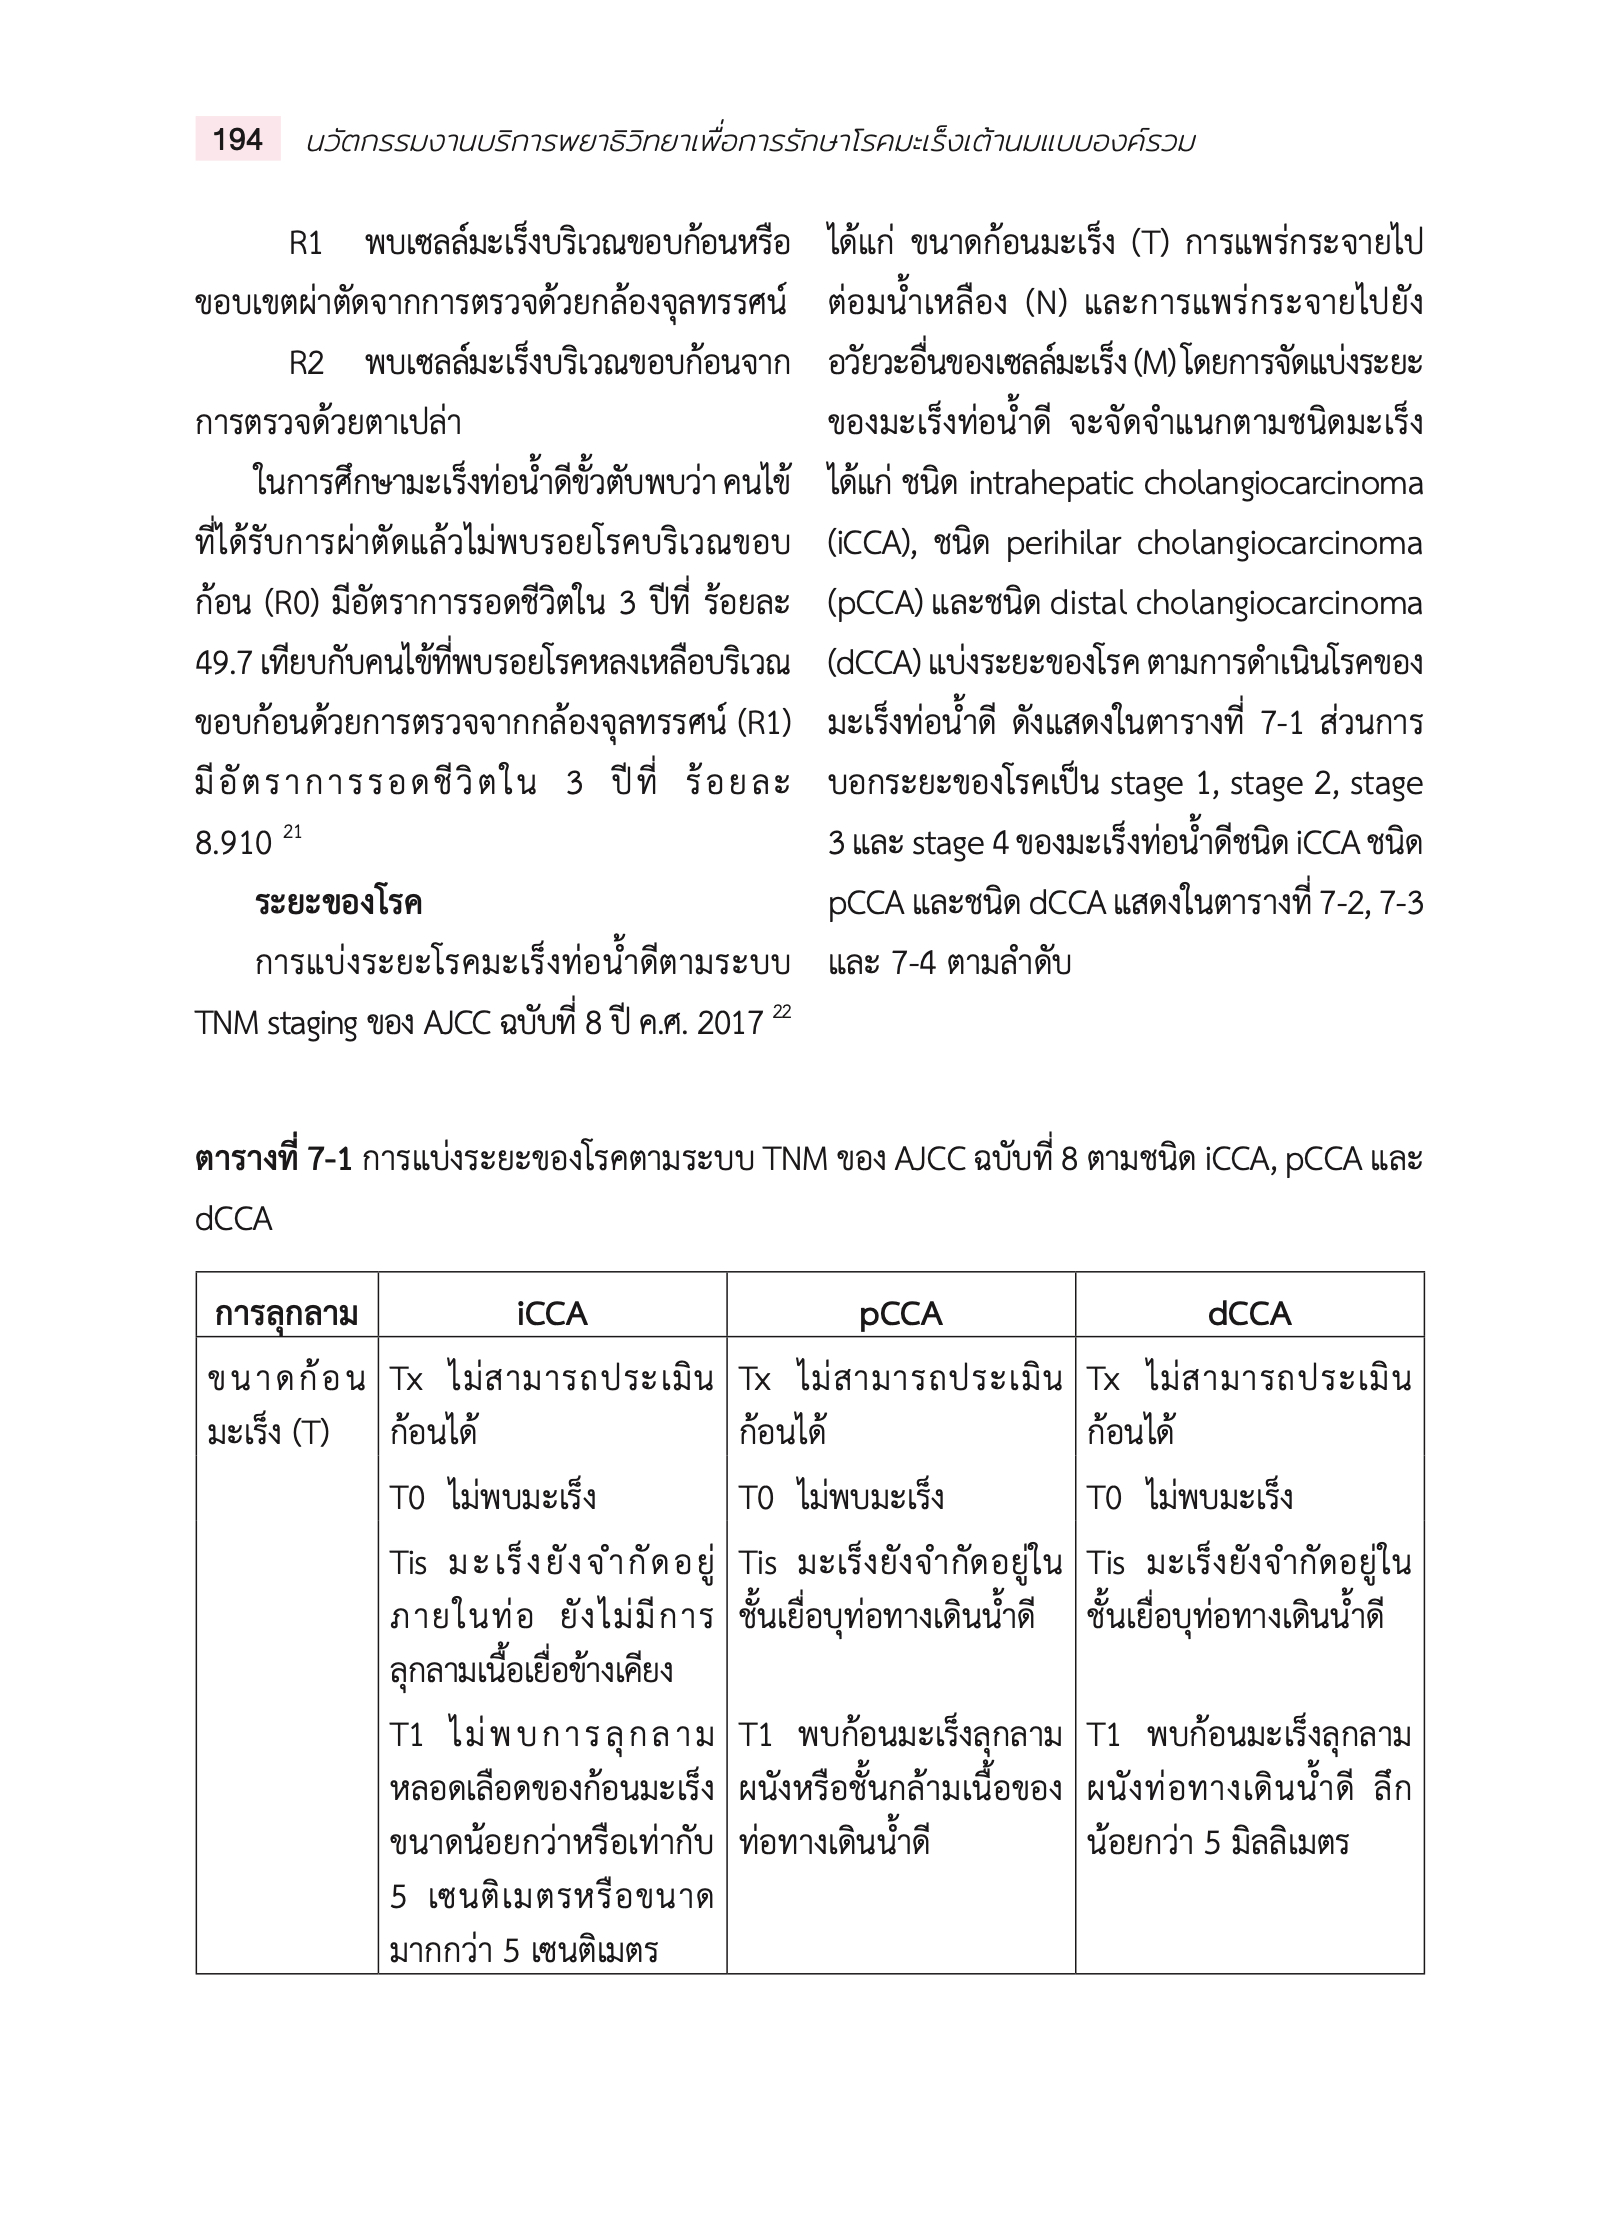 194 นวัตกรรมงานบริการพยาธิวิทยาเพื่อการรักษาโรคมะเร็งเต้านมแบบองค์รวม
R1 พบเซลล์มะเร็งบริเวณขอบก้อนหรือ
ขอบเขตผ่าตัดจากการตรวจด้วยกล้องจุลทรรศน์
R2 พบเซลล์มะเร็งบริเวณขอบก้อนจาก
การตรวจด้วยตาเปล่า
ในการศึกษามะเร็งท่อน้ำดีขั้วตับพบว่า คนไข้
ที่ได้รับการผ่าตัดแล้วไม่พบรอยโรคบริเวณขอบ
ก้อน (R0) มีอัตราการรอดชีวิตใน 3 ปีที่ ร้อยละ
49.7 เทียบกับคนไข้ที่พบรอยโรคหลงเหลือบริเวณ
ขอบก้อนด้วยการตรวจจากกล้องจุลทรรศน์ (R1)
มีอัตราการรอดชีวิตใน 3 ปีที่ ร้อยละ
8.910 21
ระยะของโรค
การแบ่งระยะโรคมะเร็งท่อน้ำดีตามระบบ
TNM staging ของ AJCC ฉบับที่ 8 ปี ค.ศ. 2017 22
ได้แก่ ขนาดก้อนมะเร็ง (T) การแพร่กระจายไป
ต่อมน้ำเหลือง (N) และการแพร่กระจายไปยัง
อวัยวะอื่นของเซลล์มะเร็ง (M) โดยการจัดแบ่งระยะ
ของมะเร็งท่อน้ำดี จะจัดจำแนกตามชนิดมะเร็ง
ได้แก่ ชนิด intrahepatic cholangiocarcinoma
(iCCA), ชนิด perihilar cholangiocarcinoma
(pCCA) และชนิด distal cholangiocarcinoma
(dCCA) แบ่งระยะของโรค ตามการดำเนินโรคของ
มะเร็งท่อน้ำดี ดังแสดงในตารางที่ 7-1 ส่วนการ
บอกระยะของโรคเป็น stage 1, stage 2, stage
3 และ stage 4 ของมะเร็งท่อน้ำดีชนิด iCCA ชนิด
pCCA และชนิด dCCA แสดงในตารางที่ 7-2, 7-3
และ 7-4 ตามลำดับ
ตารางที่ 7-1 การแบ่งระยะของโรคตามระบบ TNM ของ AJCC ฉบับที่ 8 ตามชนิด iCCA, pCCA และ
dCCA
การลุกลาม iCCA pCCA dCCA
ขนาดก้อน
มะเร็ง (T)
Tx ไม่สามารถประเมิน
ก้อนได้
Tx ไม่สามารถประเมิน
ก้อนได้
Tx ไม่สามารถประเมิน
ก้อนได้
T0 ไม่พบมะเร็ง
T0 ไม่พบมะเร็ง
T0 ไม่พบมะเร็ง
Tis มะเร็งยังจำกัดอยู่
ภายในท่อ ยังไม่มีการ
ลุกลามเนื้อเยื่อข้างเคียง
Tis มะเร็งยังจำกัดอยู่ใน
ชั้นเยื่อบุท่อทางเดินน้ำดี
Tis มะเร็งยังจำกัดอยู่ใน
ชั้นเยื่อบุท่อทางเดินน้ำดี
T1 ไม่พบการลุกลาม
หลอดเลือดของก้อนมะเร็ง
ขนาดน้อยกว่าหรือเท่ากับ
5 เซนติเมตรหรือขนาด
มากกว่า 5 เซนติเมตร
T1 พบก้อนมะเร็งลุกลาม
ผนังหรือชั้นกล้ามเนื้อของ
ท่อทางเดินน้ำดี
T1 พบก้อนมะเร็งลุกลาม
ผนังท่อทางเดินน้ำดี ลึก
น้อยกว่า 5 มิลลิเมตร